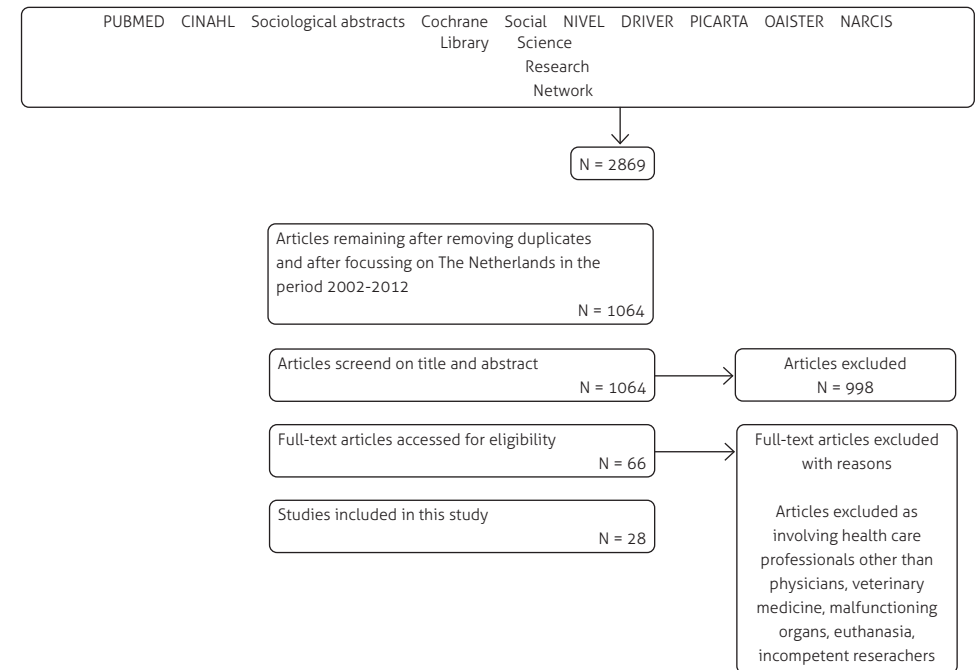 PUBMED CINAHL Sociological abstracts Cochrane Social NIVEL DRIVER PICARTA OAISTER NARCIS
Library Science
Research
Network
N = 2869
Articles remaining after removing duplicates
and after focussing on The Netherlands in the
period 2002-2012
N = 1064
Articles screend on title and abstract
N = 1064
Articles excluded
N = 998
Full-text articles accessed for eligibility
N = 66
Full-text articles excluded
with reasons
Articles excluded as
involving health care
professionals other than
physicians, veterinary
medicine, malfunctioning
organs, euthanasia,
incompetent reserachers
Studies included in this study
N = 28